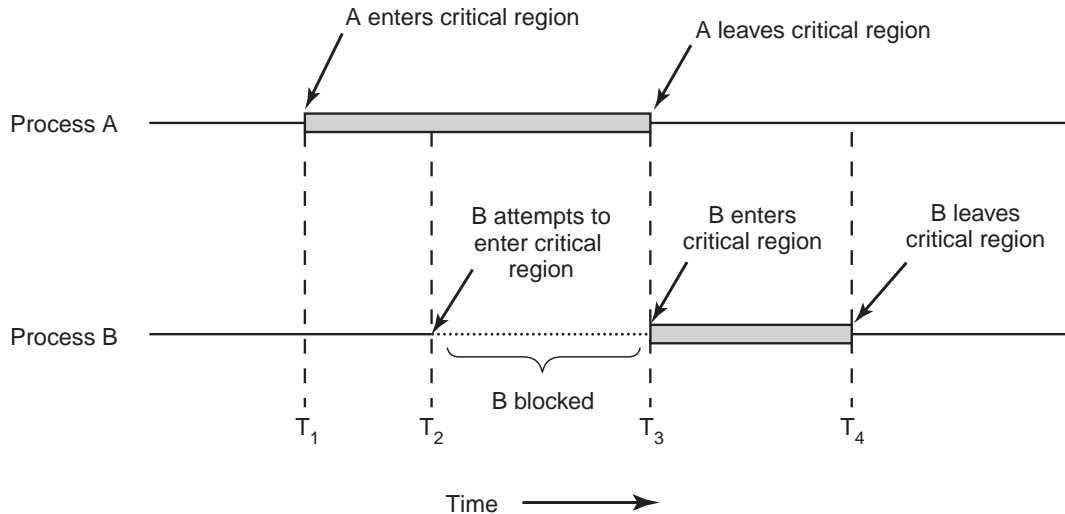 A enters critical region
A leaves critical region
Process A
B attempts to
enter critical
region
B enters
critical region
B leaves
critical region
Process B
B blocked
T1
T2
T3
T4
Time